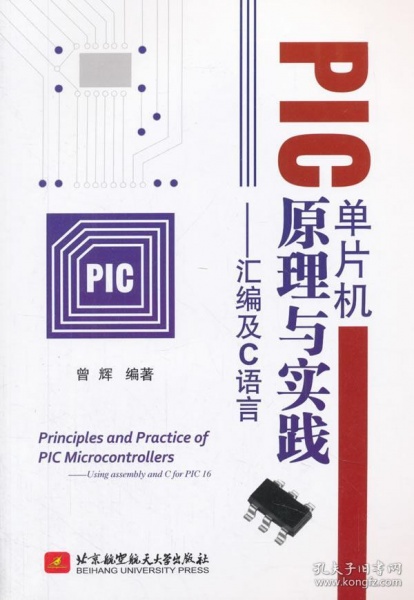 PIC
单片机
原理与实践
——汇编及C语言
PIC
曾 辉 编著
Principles and Practice of
PIC Microcontrollers
——Using assembly and C for PIC 16
北京航空航天大学出版社
BEIHANG UNIVERSITY PRESS
孔夫子旧书网
www.kongfz.com